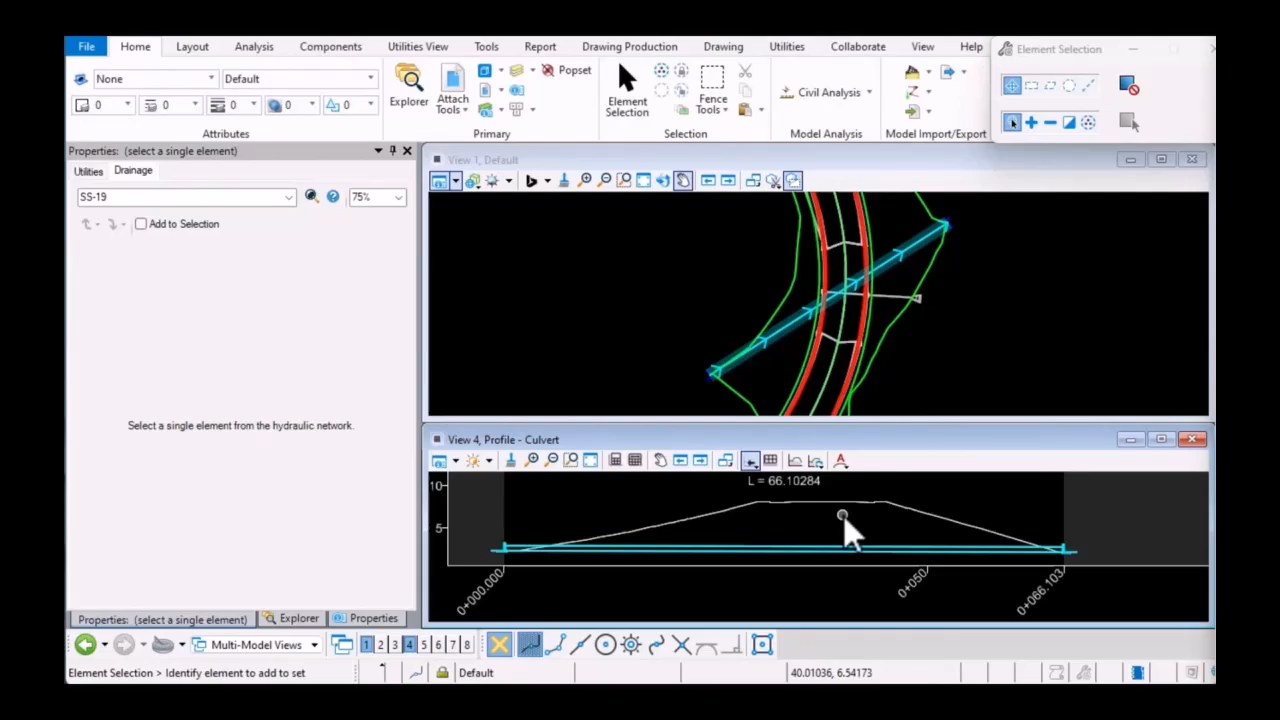 File Home Layout Analysis Components Utilities View Tools Report Drawing Production Drawing Utilities Collaborate View Help
Element Selection
None Default
0 0 0 0 0
Attributes
Explorer
Attach Tools
Popset
Primary
Element Selection
Fence Tools
Selection
Civil Analysis
Model Analysis
Model Import/Export
Properties: (select a single element)
Utilities Drainage
SS-19 75%
Add to Selection
Select a single element from the hydraulic network.
View 1, Default
View 4, Profile - Culvert
L = 66.10284
10
5
0+000.000 0+050 0+066.103
Properties: (select a single element) Explorer Properties
Multi-Model Views 1 2 3 4 5 6 7 8
Element Selection > Identify element to add to set Default 40.01036, 6.54173